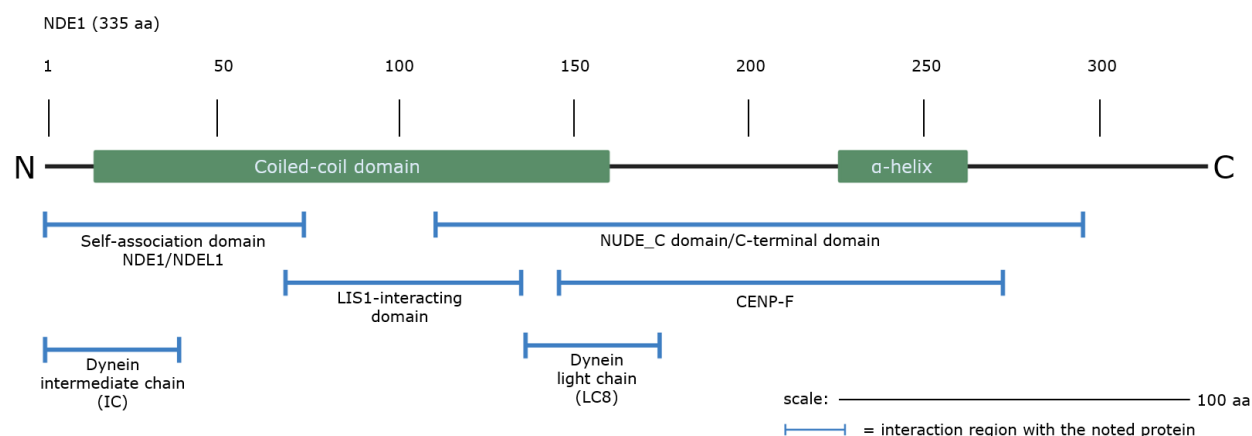 NDE1 (335 aa)
1 50 100 150 200 250 300
N Coiled-coil domain α-helix C
Self-association domain
NDE1/NDEL1
NUDE_C domain/C-terminal domain
LIS1-interacting
domain
CENP-F
Dynein
intermediate chain
(IC)
Dynein
light chain
(LC8)
scale: 100 aa
= interaction region with the noted protein